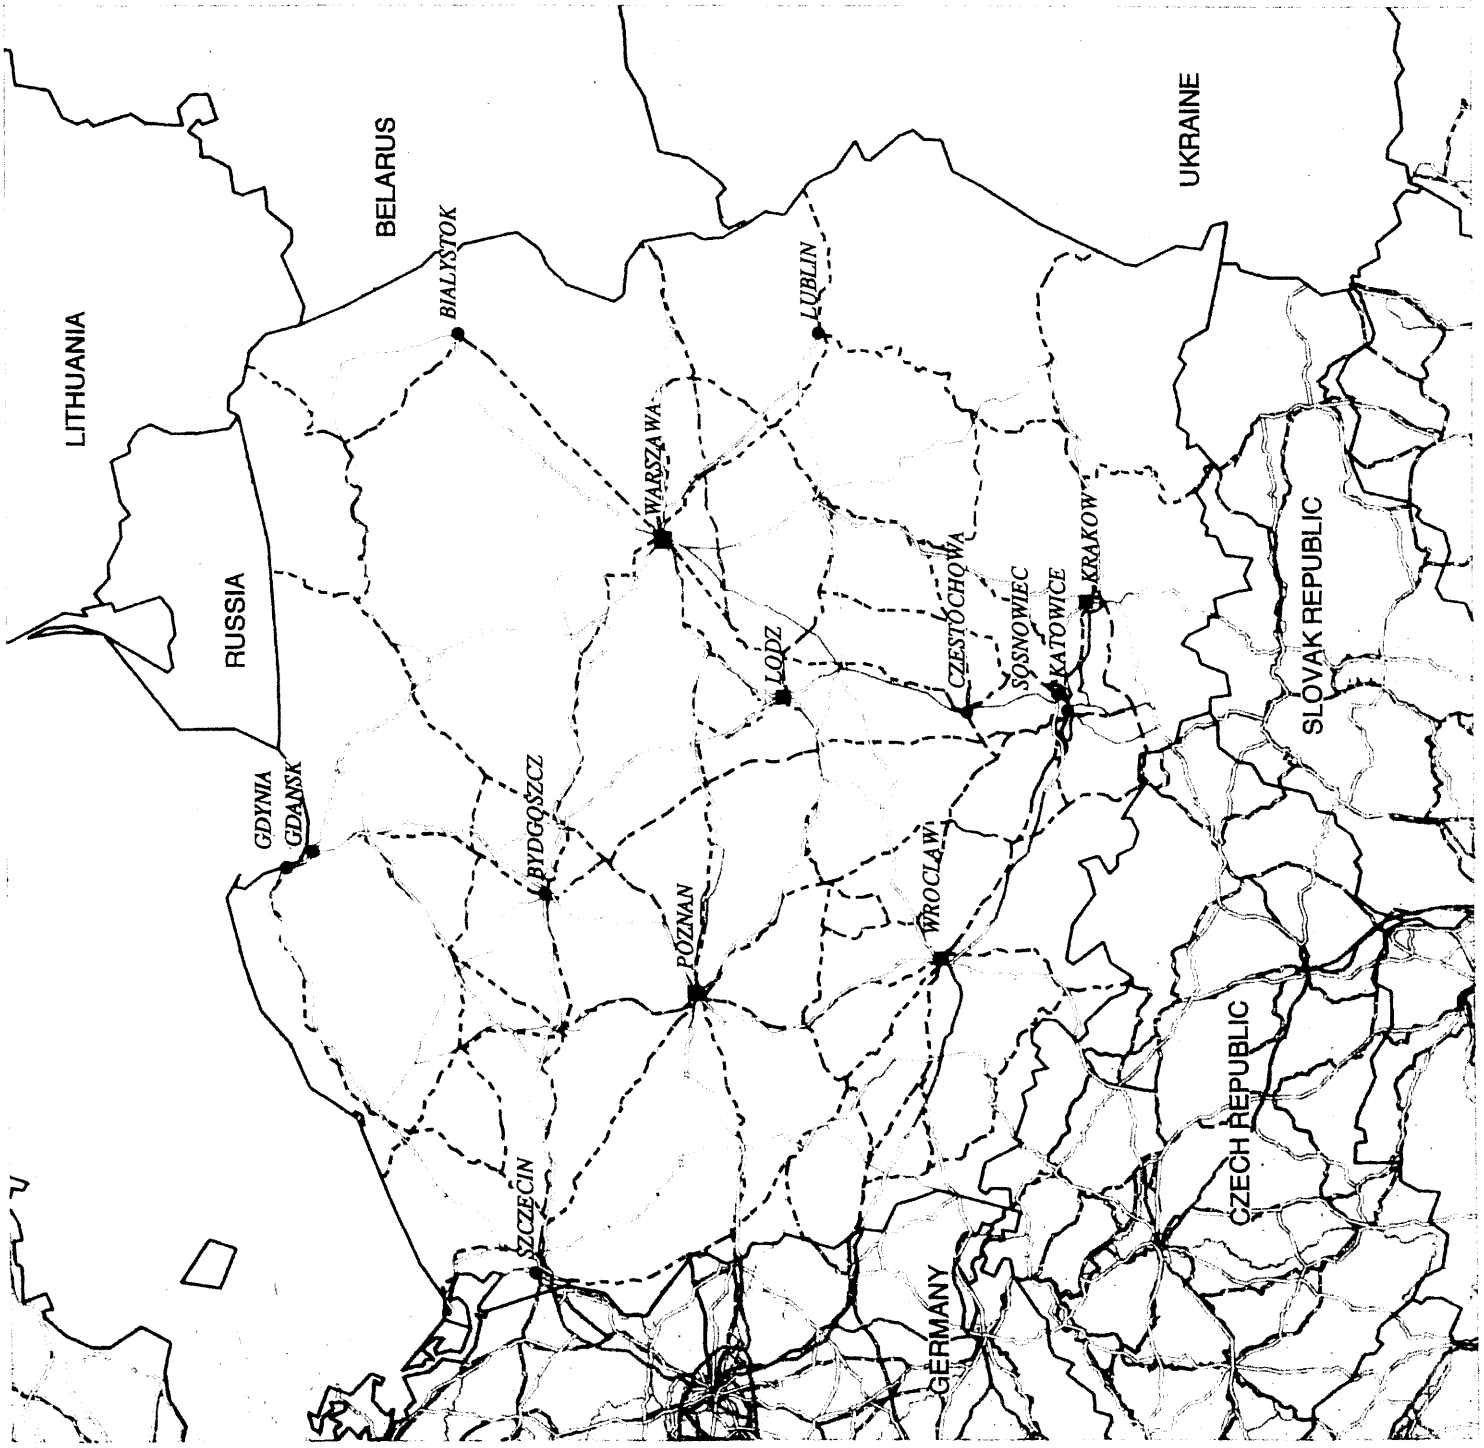 LITHUANIA
BELARUS
UKRAINE
RUSSIA
BIALYSTOK
LUBLIN
WARSZAWA
GDYNIA
GDANSK
BYDGOSZCZ
LODZ
CZESTOCHOWA
SOSNOWIEC
KATOWICE
KRAKOW
POZNAN
WROCLAW
SZCZECIN
SLOVAK REPUBLIC
CZECH REPUBLIC
GERMANY